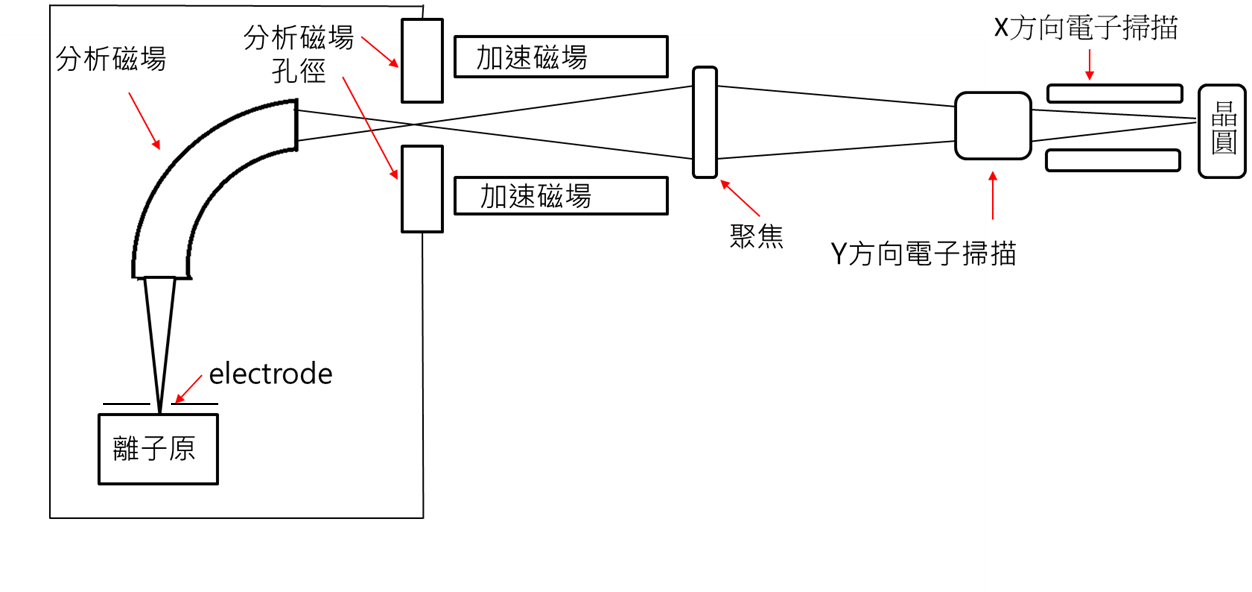 X方向電子掃描
分析磁場
分析磁場
孔徑
加速磁場
晶
圓
加速磁場
聚焦
Y方向電子掃描
electrode
離子原